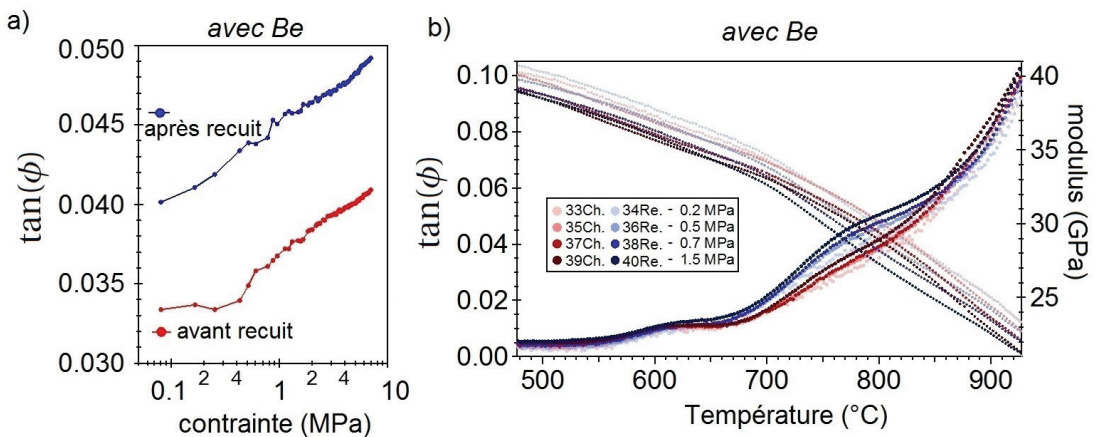 a)
avec Be
0.050
0.045
0.040
0.035
0.030
tan(ϕ)
après recuit
avant recuit
0.1
2
4
1
2
4
10
contrainte (MPa)
b)
avec Be
0.10
0.08
0.06
0.04
0.02
0.00
tan(ϕ)
33Ch. 34Re. - 0.2 MPa
35Ch. 36Re. - 0.5 MPa
37Ch. 38Re. - 0.7 MPa
39Ch. 40Re. - 1.5 MPa
40
35
30
25
modulus (GPa)
500
600
700
800
900
Température (°C)